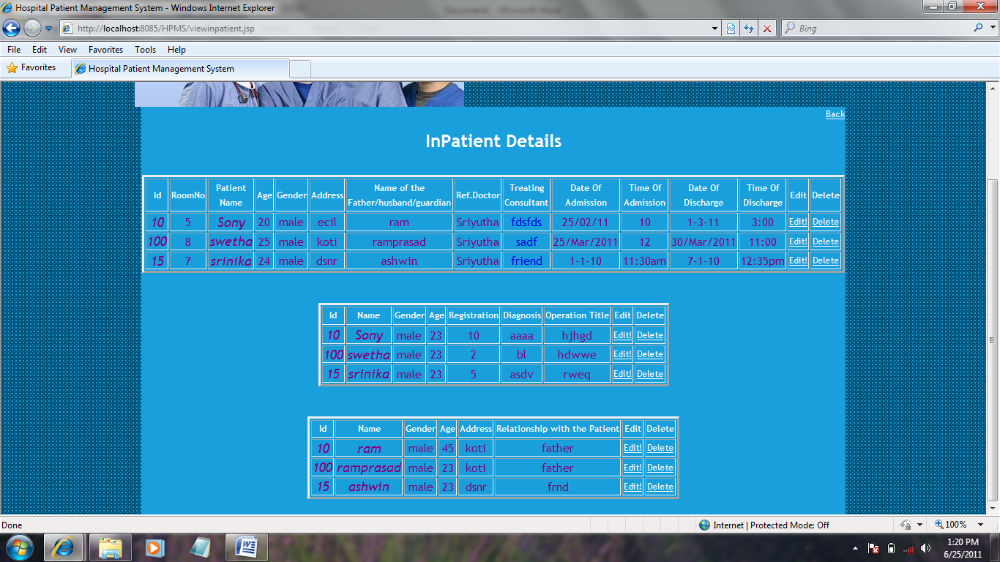 Hospital Patient Management System - Windows Internet Explorer
http://localhost:8085/HPMS/viewinpatient.jsp Bing
File Edit View Favorites Tools Help
Favorites Hospital Patient Management System
Back
InPatient Details
Id RoomNo Patient Name Age Gender Address Name of the Father/husband/guardian Ref.Doctor Treating Consultant Date Of Admission Time Of Admission Date Of Discharge Time Of Discharge Edit Delete
10 5 Sony 20 male ecil ram Sriyutha fdsfds 25/02/11 10 1-3-11 3:00 Edit! Delete
100 8 swetha 25 male koti ramprasad Sriyutha sadf 25/Mar/2011 12 30/Mar/2011 11:00 Edit! Delete
15 7 srinika 24 male dsnr ashwin Sriyutha friend 1-1-10 11:30am 7-1-10 12:35pm Edit! Delete
Id Name Gender Age Registration Diagnosis Operation Title Edit Delete
10 Sony male 23 10 aaaa hjhgd Edit! Delete
100 swetha male 23 2 bl hdwwe Edit! Delete
15 srinika male 23 5 asdv rweq Edit! Delete
Id Name Gender Age Address Relationship with the Patient Edit Delete
10 ram male 45 koti father Edit! Delete
100 ramprasad male 23 koti father Edit! Delete
15 ashwin male 23 dsnr frnd Edit! Delete
Done Internet | Protected Mode: Off 100%
1:20 PM
6/25/2011